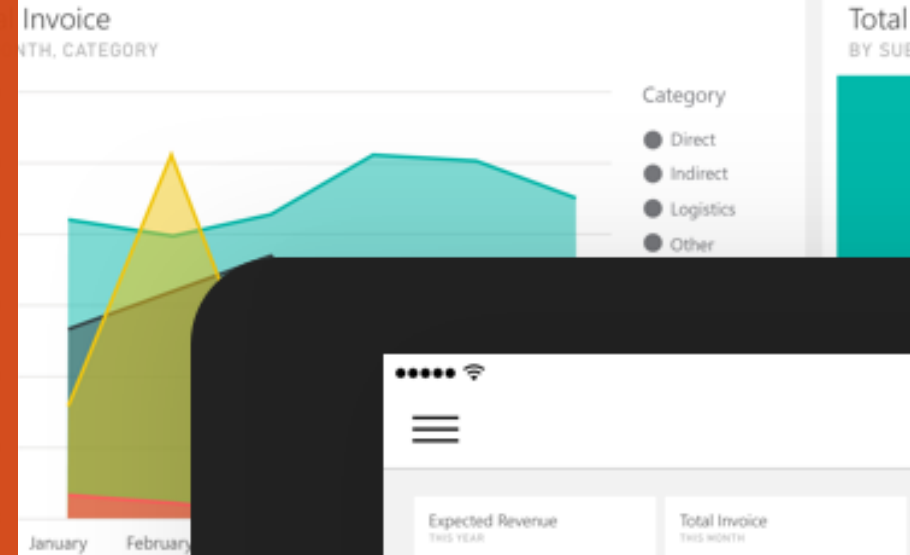 Invoice
NTH, CATEGORY
Total
BY SUB
Category
Direct
Indirect
Logistics
Other
January February
Expected Revenue
THIS YEAR
Total Invoice
THIS MONTH